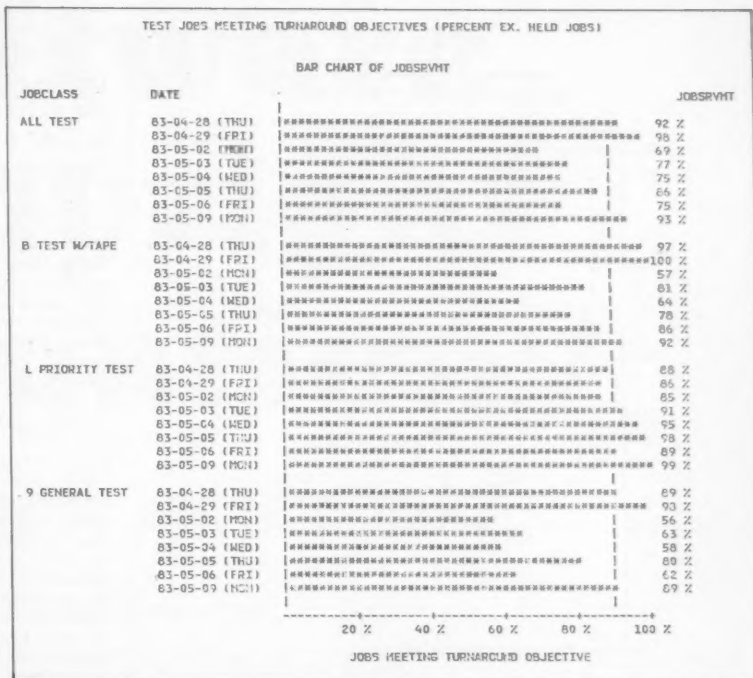 TEST JOBS MEETING TURNAROUND OBJECTIVES (PERCENT EX. HELD JOBS)
BAR CHART OF JOBSRVMT
JOBCLASS DATE JOBSRVMT
ALL TEST 83-04-28 (THU) 92 %
83-04-29 (FRI) 98 %
83-05-02 (MON) 69 %
83-05-03 (TUE) 77 %
83-05-04 (WED) 75 %
83-05-05 (THU) 86 %
83-05-06 (FRI) 75 %
83-05-09 (MON) 93 %
B TEST W/TAPE 83-04-28 (THU) 97 %
83-04-29 (FRI) 100 %
83-05-02 (MON) 57 %
83-05-03 (TUE) 81 %
83-05-04 (WED) 64 %
83-05-05 (THU) 78 %
83-05-06 (FRI) 86 %
83-05-09 (MON) 92 %
L PRIORITY TEST 83-04-28 (THU) 88 %
83-04-29 (FRI) 86 %
83-05-02 (MON) 85 %
83-05-03 (TUE) 91 %
83-05-04 (WED) 95 %
83-05-05 (THU) 98 %
83-05-06 (FRI) 89 %
83-05-09 (MON) 99 %
9 GENERAL TEST 83-04-28 (THU) 89 %
83-04-29 (FRI) 93 %
83-05-02 (MON) 56 %
83-05-03 (TUE) 63 %
83-05-04 (WED) 58 %
83-05-05 (THU) 80 %
83-05-06 (FRI) 62 %
83-05-09 (MON) 89 %
20 % 40 % 60 % 80 % 100 %
JOBS MEETING TURNAROUND OBJECTIVE